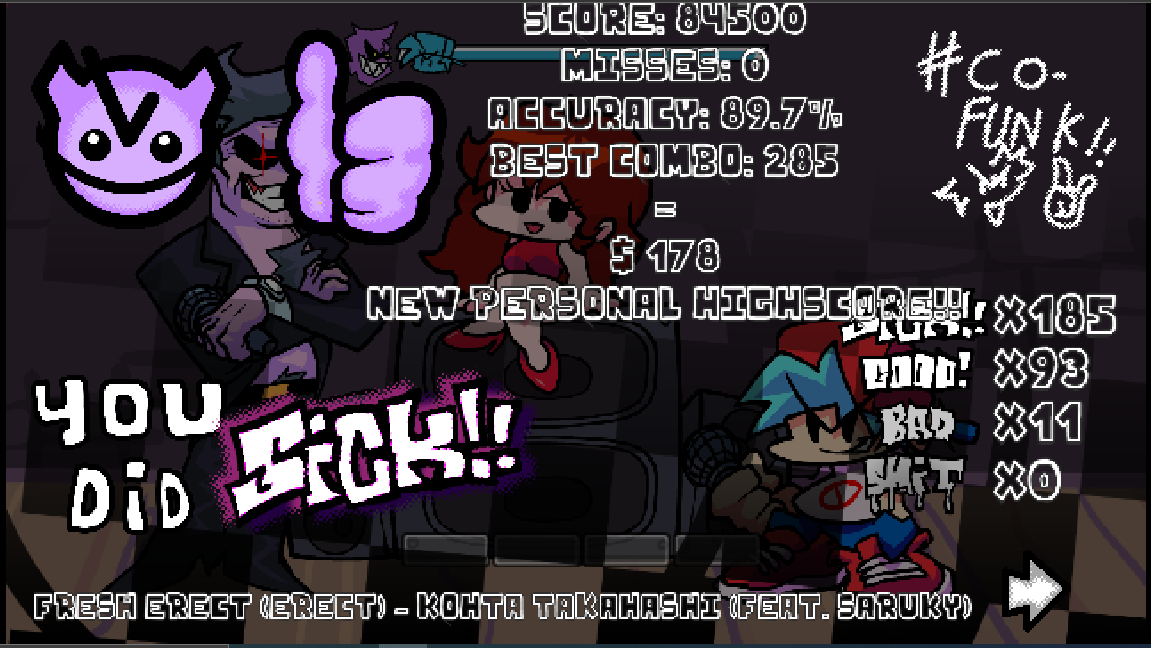 SCORE: 84500
MISSES: 0
ACCURACY: 89.7%
BEST COMBO: 285
=
$ 178
NEW PERSONAL HIGHSCORE!!
#CO-
FUNK!!
SICK!! X185
GOOD! X93
BAD X11
SHIT X0
YOU
DiD SiCK!!
FRESH ERECT (ERECT) - KOHTA TAKAHASHI (FEAT. SARUKY)